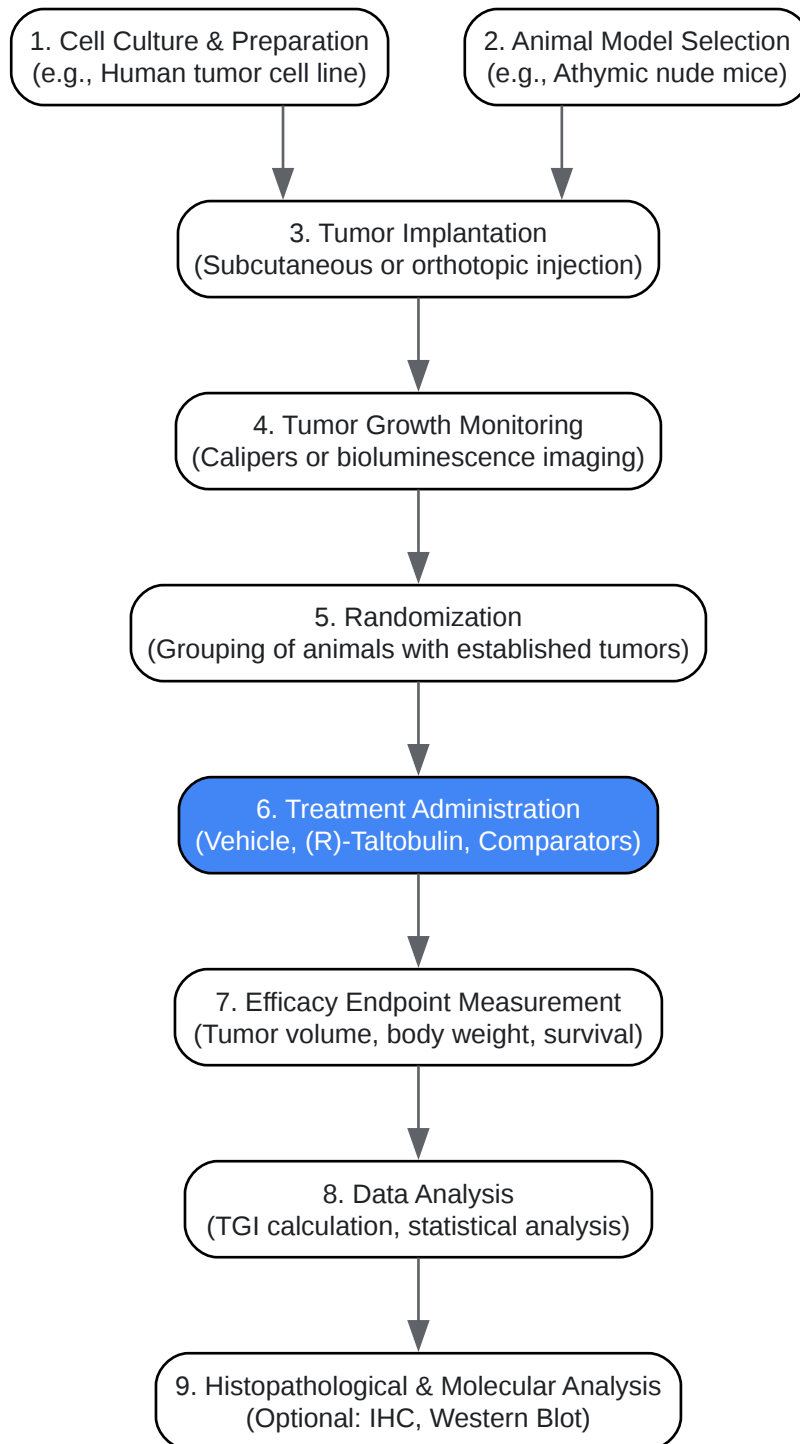 1. Cell Culture & Preparation
(e.g., Human tumor cell line)
2. Animal Model Selection
(e.g., Athymic nude mice)
3. Tumor Implantation
(Subcutaneous or orthotopic injection)
4. Tumor Growth Monitoring
(Calipers or bioluminescence imaging)
5. Randomization
(Grouping of animals with established tumors)
6. Treatment Administration
(Vehicle, (R)-Taltobulin, Comparators)
7. Efficacy Endpoint Measurement
(Tumor volume, body weight, survival)
8. Data Analysis
(TGI calculation, statistical analysis)
9. Histopathological & Molecular Analysis
(Optional: IHC, Western Blot)